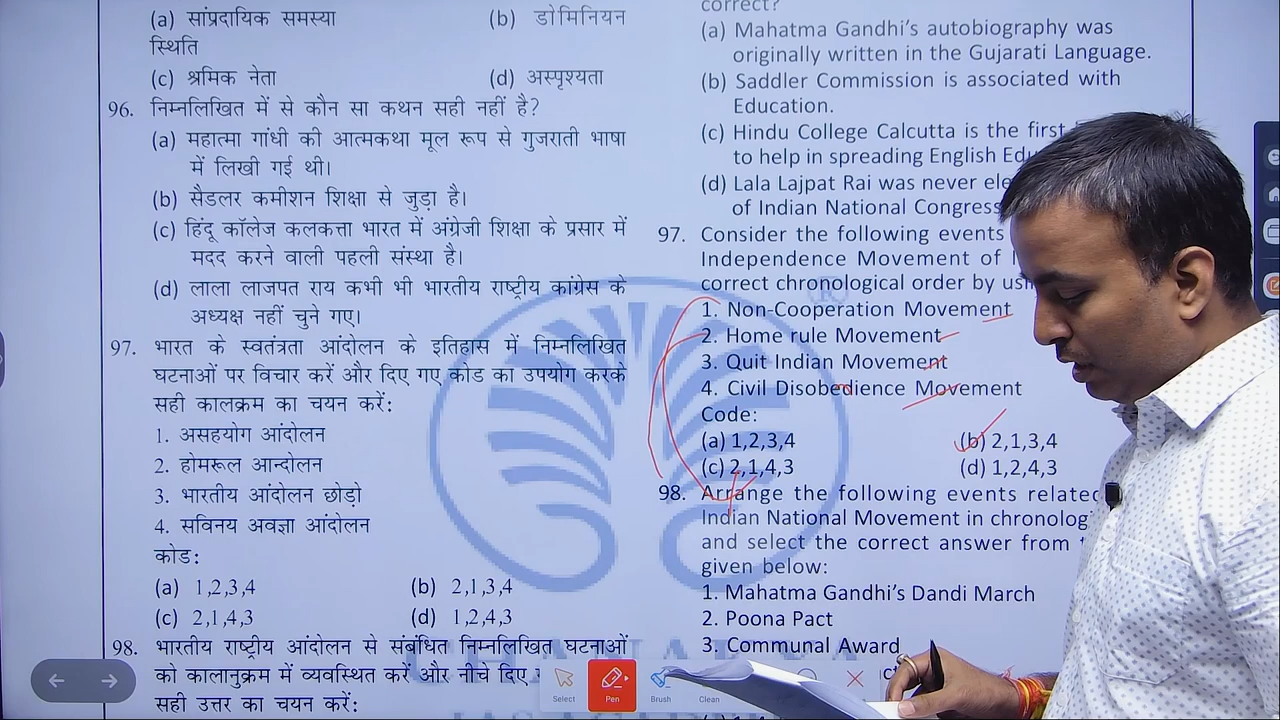 (a) सांप्रदायिक समस्या (b) डोमिनियन
स्थिति
(c) श्रमिक नेता (d) अस्पृश्यता
96. निम्नलिखित में से कौन सा कथन सही नहीं है?
(a) महात्मा गांधी की आत्मकथा मूल रूप से गुजराती भाषा
में लिखी गई थी।
(b) सैडलर कमीशन शिक्षा से जुड़ा है।
(c) हिंदू कॉलेज कलकत्ता भारत में अंग्रेजी शिक्षा के प्रसार में
मदद करने वाली पहली संस्था है।
(d) लाला लाजपत राय कभी भी भारतीय राष्ट्रीय कांग्रेस के
अध्यक्ष नहीं चुने गए।
97. भारत के स्वतंत्रता आंदोलन के इतिहास में निम्नलिखित
घटनाओं पर विचार करें और दिए गए कोड का उपयोग करके
सही कालक्रम का चयन करें:
1. असहयोग आंदोलन
2. होमरूल आन्दोलन
3. भारतीय आंदोलन छोड़ो
4. सविनय अवज्ञा आंदोलन
कोड:
(a) 1,2,3,4 (b) 2,1,3,4
(c) 2,1,4,3 (d) 1,2,4,3
98. भारतीय राष्ट्रीय आंदोलन से संबंधित निम्नलिखित घटनाओं
को कालानुक्रम में व्यवस्थित करें और नीचे दिए
सही उत्तर का चयन करें:
correct?
(a) Mahatma Gandhi's autobiography was
originally written in the Gujarati Language.
(b) Saddler Commission is associated with
Education.
(c) Hindu College Calcutta is the first
to help in spreading English
(d) Lala Lajpat Rai was never
of Indian National Congress
97. Consider the following events
Independence Movement of
correct chronological order by
1. Non-Cooperation Movement
2. Home rule Movement
3. Quit Indian Movement
4. Civil Disobedience Movement
Code:
(a) 1,2,3,4 (b) 2,1,3,4
(c) 2,1,4,3 (d) 1,2,4,3
98. Arrange the following events related
Indian National Movement in
and select the correct answer from
given below:
1. Mahatma Gandhi's Dandi March
2. Poona Pact
3. Communal Award
Select Pen Brush Clean